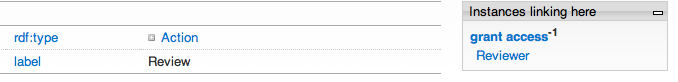 rdf:type Action
label Review
Instances linking here
grant access-1
Reviewer